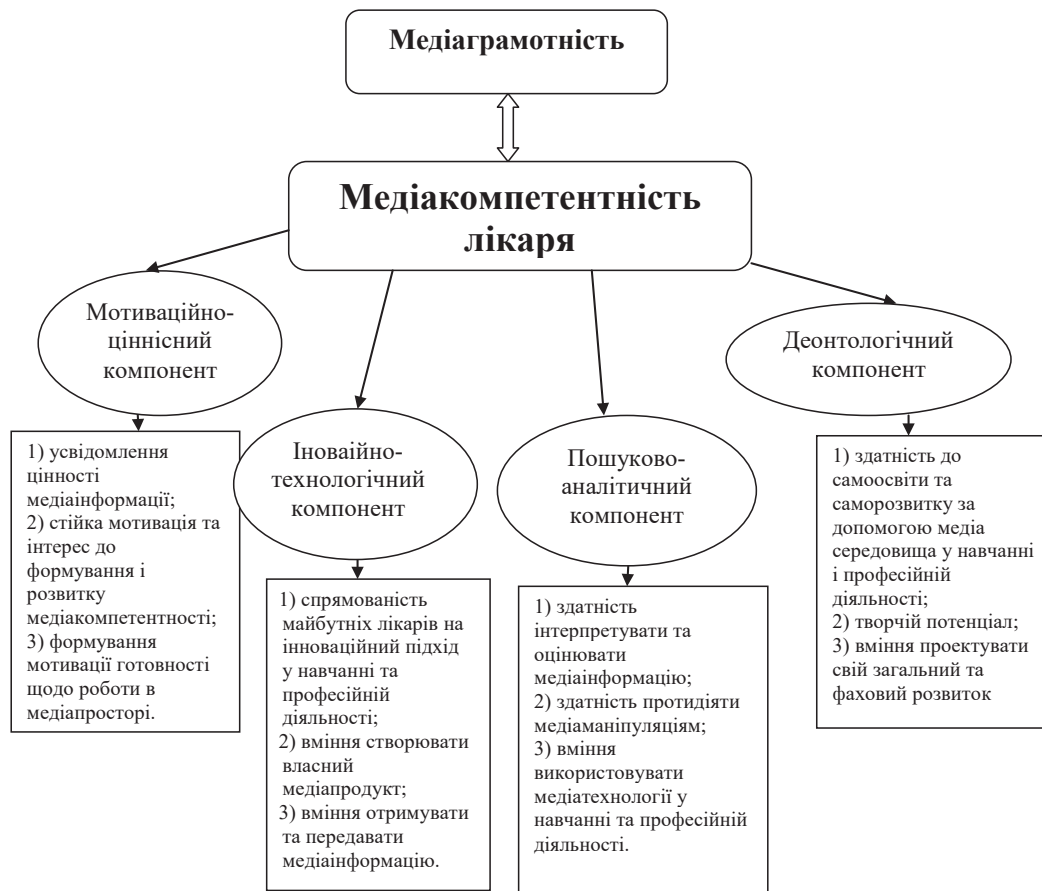 Медіаграмотність
Медіакомпетентність
лікаря
Мотиваційно-
ціннісний
компонент
1) усвідомлення
цінності
медіаінформації;
2) стійка мотивація та
інтерес до
формування і
розвитку
медіакомпетентності;
3) формування
мотивації готовності
щодо роботи в
медіапросторі.
Іноваійно-
технологічний
компонент
1) спрямованість
майбутніх лікарів на
інноваційний підхід
у навчанні та
професійній
діяльності;
2) вміння створювати
власний
медіапродукт;
3) вміння отримувати
та передавати
медіаінформацію.
Пошуково-
аналітичний
компонент
1) здатність
інтерпретувати та
оцінювати
медіаінформацію;
2) здатність протидіяти
медіаманіпуляціям;
3) вміння
використовувати
медіатехнології у
навчанні та професійній
діяльності.
Деонтологічний
компонент
1) здатність до
самоосвіти та
саморозвитку за
допомогою медіа
середовища у навчанні
і професійній
діяльності;
2) творчій потенціал;
3) вміння проектувати
свій загальний та
фаховий розвиток